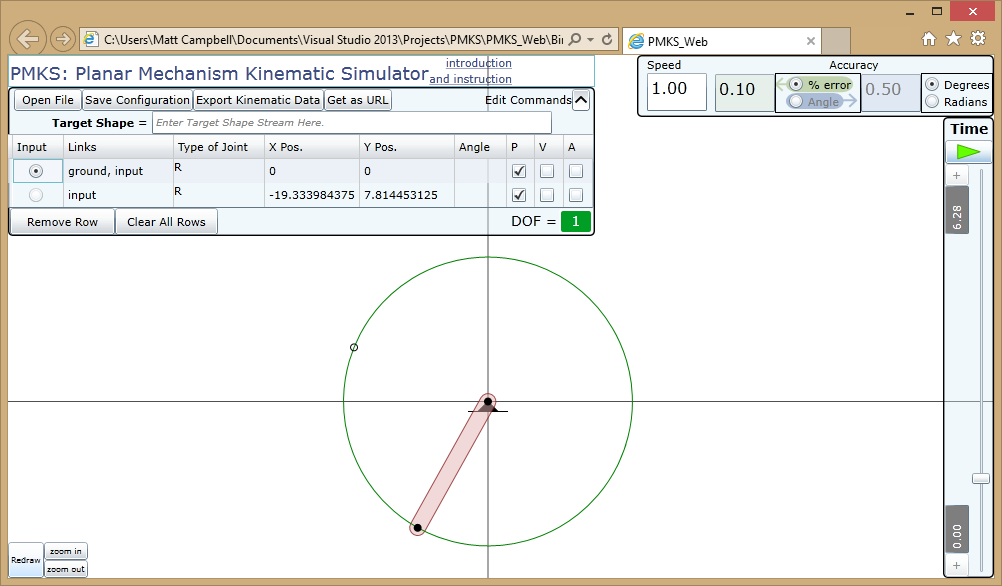 C:\Users\Matt Campbell\Documents\Visual Studio 2013\Projects\PMKS\PMKS_Web\Bin
PMKS_Web
PMKS: Planar Mechanism Kinematic Simulator
introduction
and instruction
Open File Save Configuration Export Kinematic Data Get as URL Edit Commands
Target Shape = Enter Target Shape Stream Here.
Input Links Type of Joint X Pos. Y Pos. Angle P V A
ground, input R 0 0
input R -19.333984375 7.814453125
Remove Row Clear All Rows DOF = 1
Speed Accuracy
1.00 0.10 % error 0.50 Degrees
Angle Radians
Time
+
6.28
0.00
+
Redraw
zoom in
zoom out